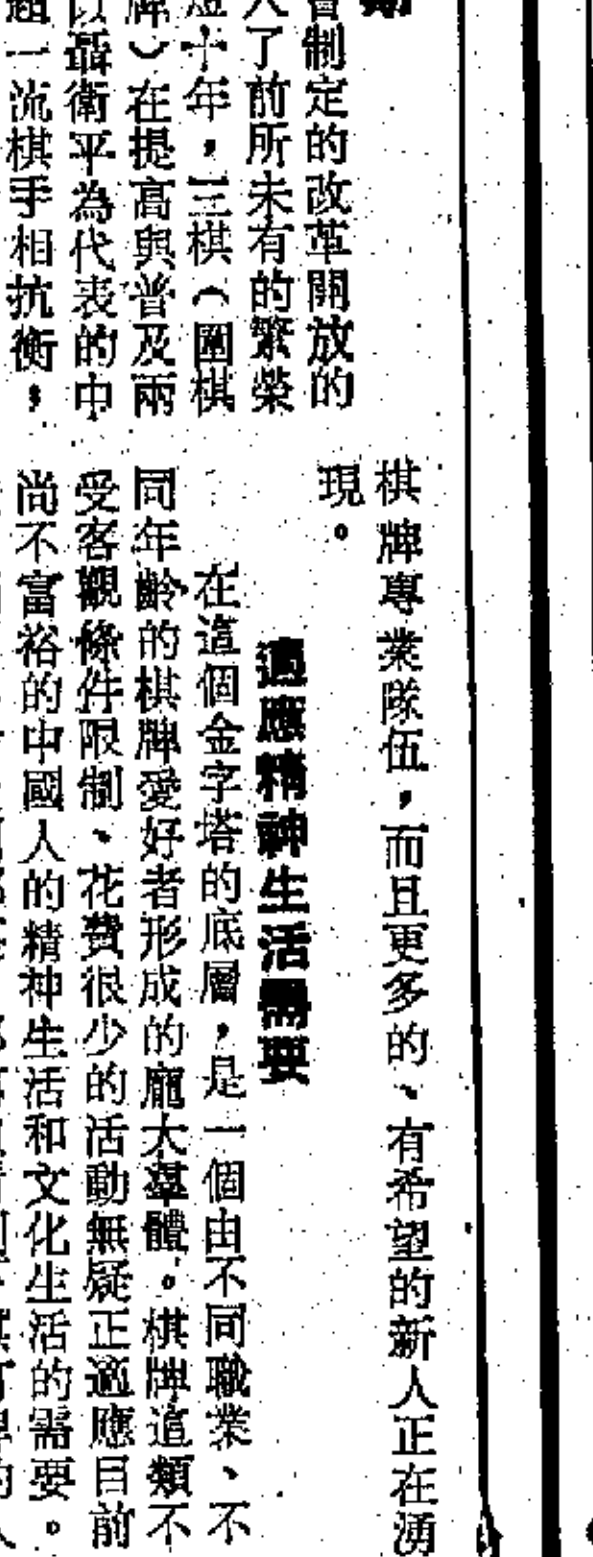 會制定的改革開放的
入了前所未有的繁榮
短十年，三棋（圍棋
牌）在提高與普及兩
以聶衛平為代表的中
超一流棋手相抗衡，
棋牌專業隊伍，而且更多的、有希望的新人正在湧
現。
適應精神生活需要
在這個金字塔的底層，是一個由不同職業、不
同年齡的棋牌愛好者形成的龐大羣體。棋牌這類不
受客觀條件限制、花費很少的活動無疑正適應目前
尚不富裕的中國人的精神生活和文化生活的需要。